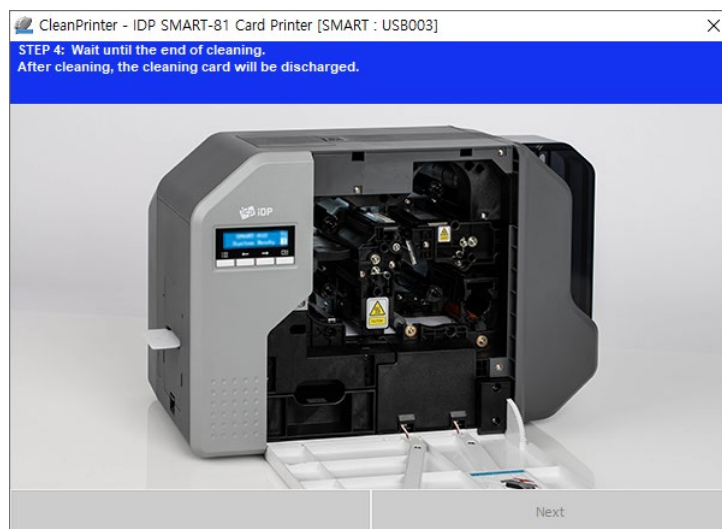 CleanPrinter - IDP SMART-81 Card Printer [SMART : USB003]
STEP 4: Wait until the end of cleaning.
After cleaning, the cleaning card will be discharged.
IDP
Next